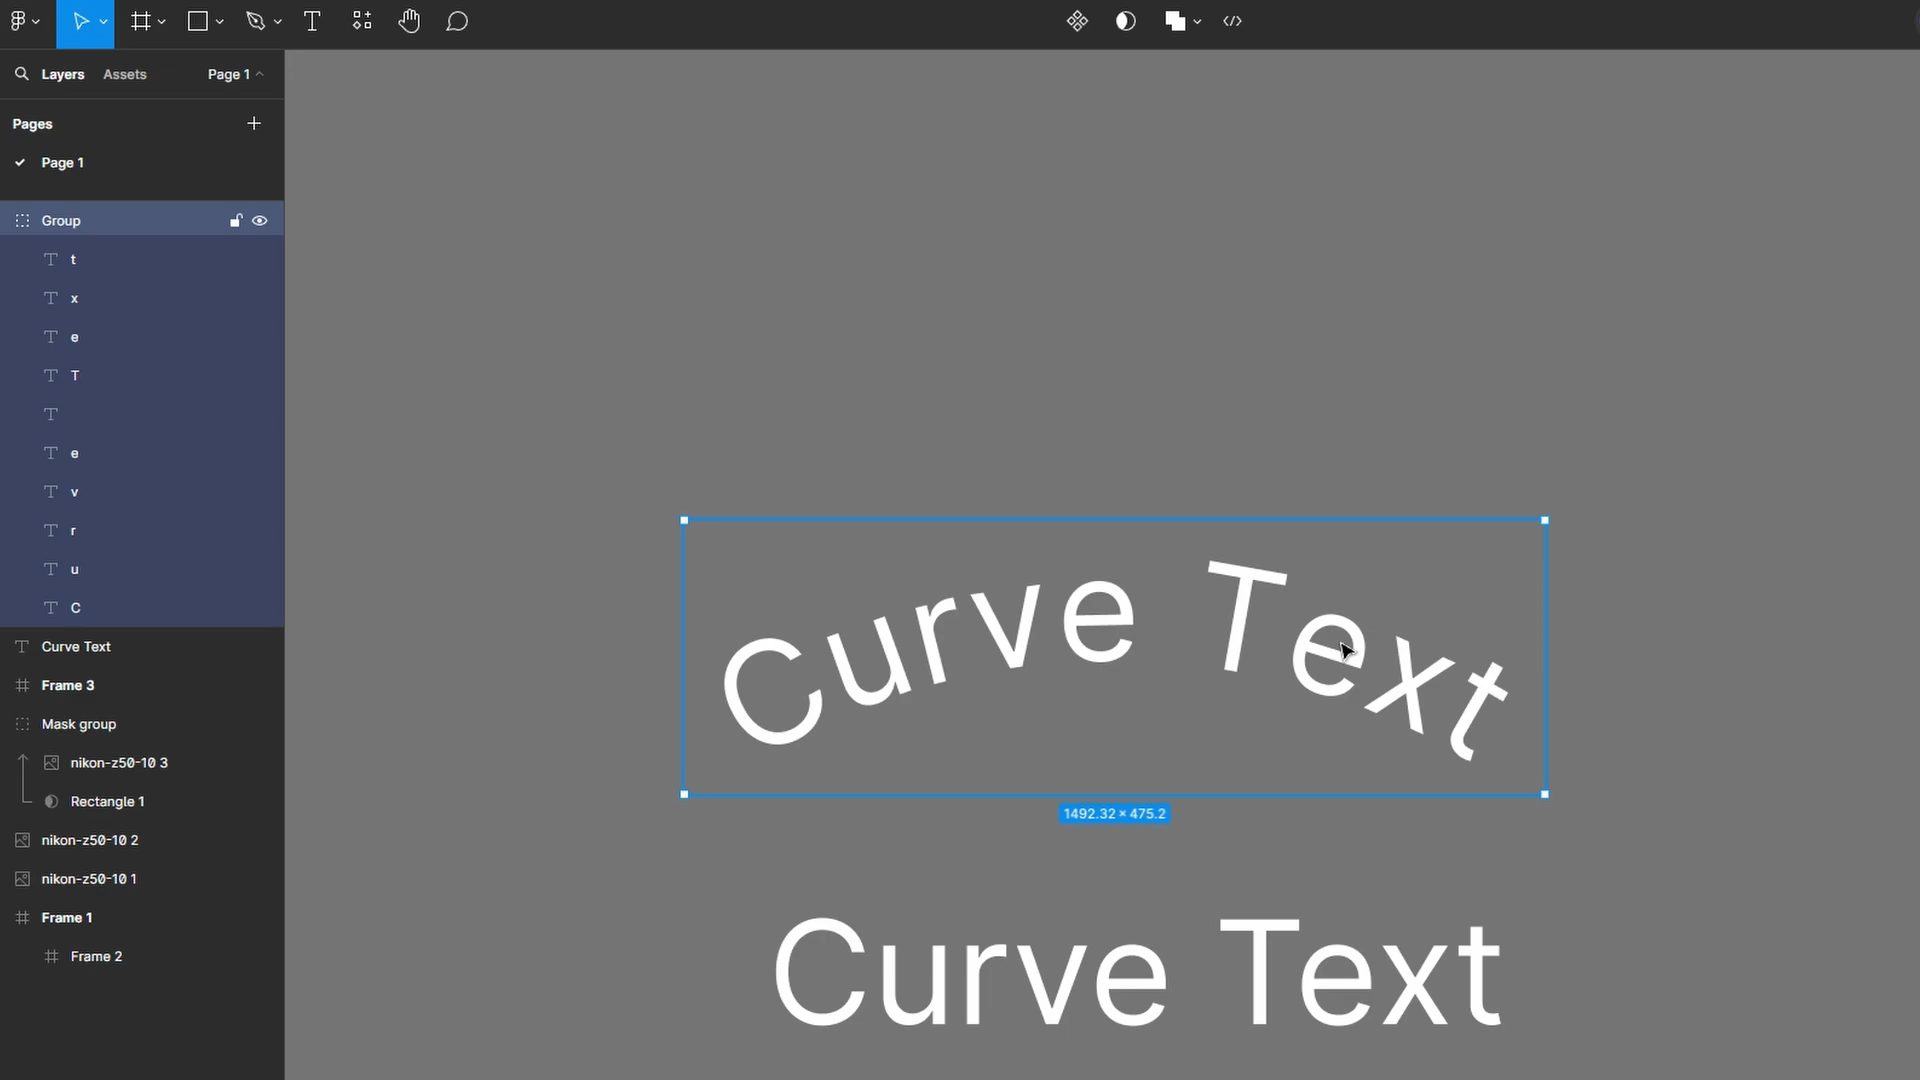 Layers Assets Page 1
Pages
Page 1
Group
t
x
e
T
e
v
r
u
C
Curve Text
Frame 3
Mask group
nikon-z50-10 3
Rectangle 1
nikon-z50-10 2
nikon-z50-10 1
Frame 1
Frame 2
Curve Text
1492.32 × 475.2
Curve Text